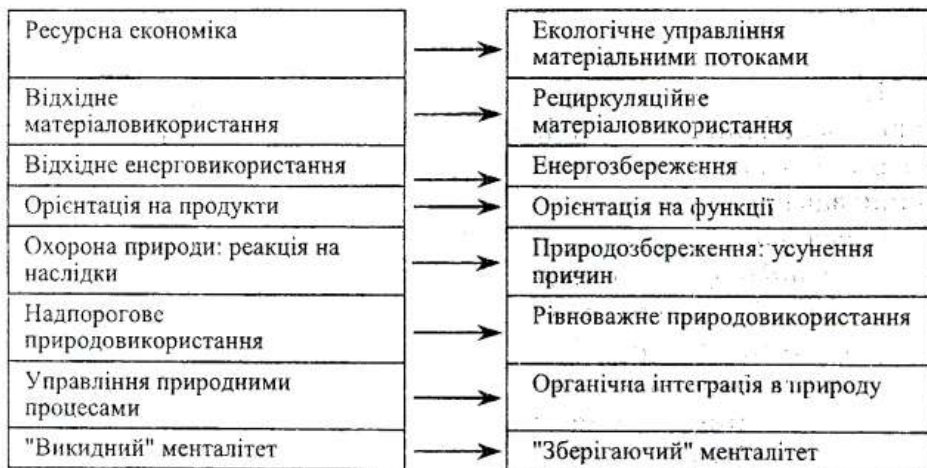 Ресурсна економіка
Екологічне управління
матеріальними потоками
Відхідне
матеріаловикористання
Рециркуляційне
матеріаловикористання
Відхідне енерговикористання
Енергозбереження
Орієнтація на продукти
Орієнтація на функції
Охорона природи: реакція на
наслідки
Природозбереження: усунення
причин
Надпорогове
природовикористання
Рівноважне природовикористання
Управління природними
процесами
Органічна інтеграція в природу
"Викидний" менталітет
"Зберігаючий" менталітет